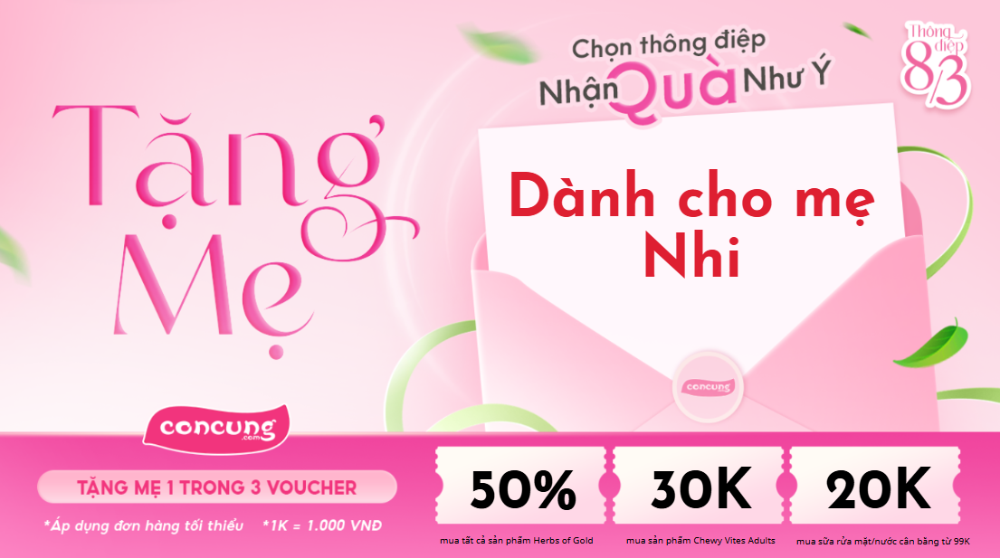 Chọn thông điệp
Nhận Quà Như Ý
Thông
điệp
8/3
Tặng
Mẹ
Dành cho mẹ
Nhi
concung
concung
.com
TẶNG MẸ 1 TRONG 3 VOUCHER
*Áp dụng đơn hàng tối thiểu *1K = 1.000 VNĐ
50%
mua tất cả sản phẩm Herbs of Gold
30K
mua sản phẩm Chewy Vites Adults
20K
mua sữa rửa mặt/nước cân bằng từ 99K